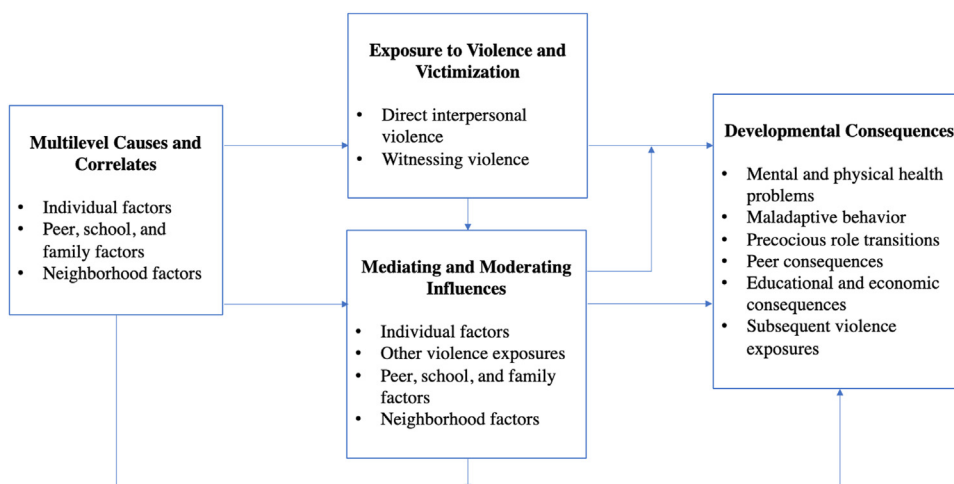 Multilevel Causes and
Correlates
• Individual factors
• Peer, school, and
family factors
• Neighborhood factors
Exposure to Violence and
Victimization
• Direct interpersonal
violence
• Witnessing violence
Mediating and Moderating
Influences
• Individual factors
• Other violence exposures
• Peer, school, and family
factors
• Neighborhood factors
Developmental Consequences
• Mental and physical health
problems
• Maladaptive behavior
• Precocious role transitions
• Peer consequences
• Educational and economic
consequences
• Subsequent violence
exposures